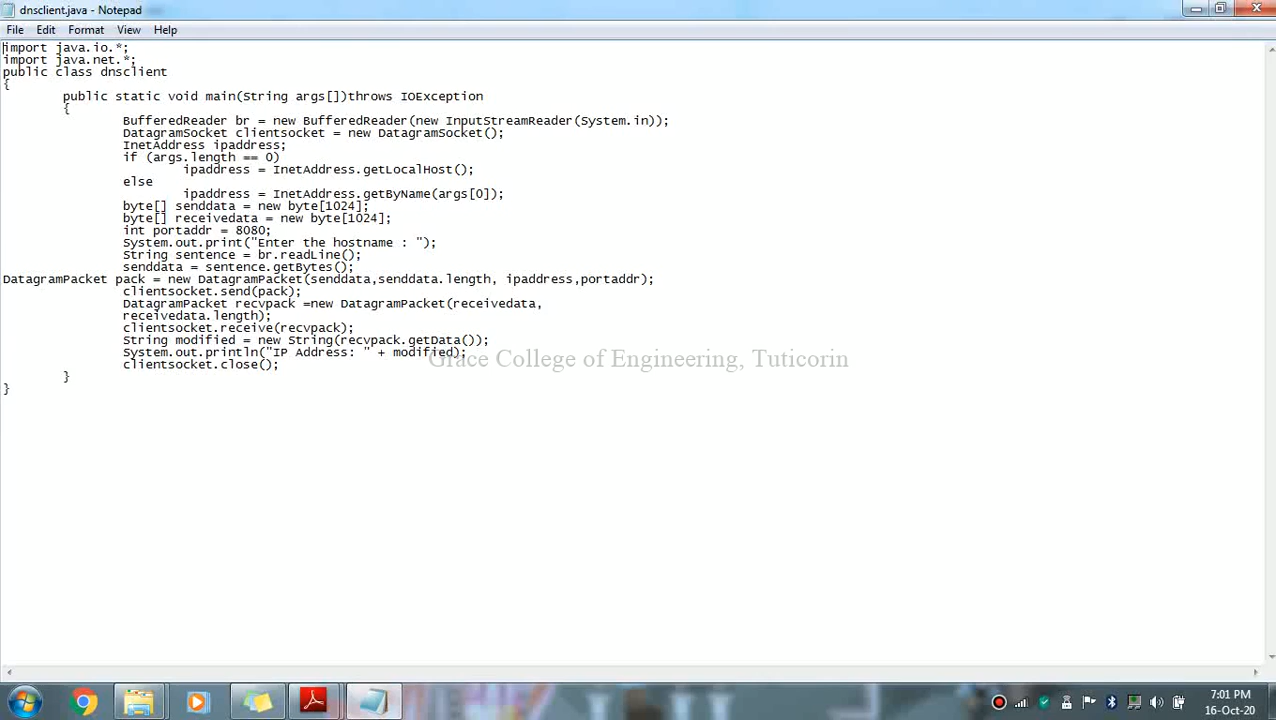 dnsclient.java - Notepad
File Edit Format View Help
import java.io.*;
import java.net.*;
public class dnsclient
{
public static void main(String args[])throws IOException
{
BufferedReader br = new BufferedReader(new InputStreamReader(System.in));
DatagramSocket clientsocket = new DatagramSocket();
InetAddress ipaddress;
if (args.length == 0)
ipaddress = InetAddress.getLocalHost();
else
ipaddress = InetAddress.getByName(args[0]);
byte[] senddata = new byte[1024];
byte[] receivedata = new byte[1024];
int portaddr = 8080;
System.out.print("Enter the hostname : ");
String sentence = br.readLine();
senddata = sentence.getBytes();
DatagramPacket pack = new DatagramPacket(senddata,senddata.length, ipaddress,portaddr);
clientsocket.send(pack);
DatagramPacket recvpack =new DatagramPacket(receivedata,
receivedata.length);
clientsocket.receive(recvpack);
String modified = new String(recvpack.getData());
System.out.println("IP Address: " + modified);
Grace College of Engineering, Tuticorin
clientsocket.close();
}
}
7:01 PM
16-Oct-20